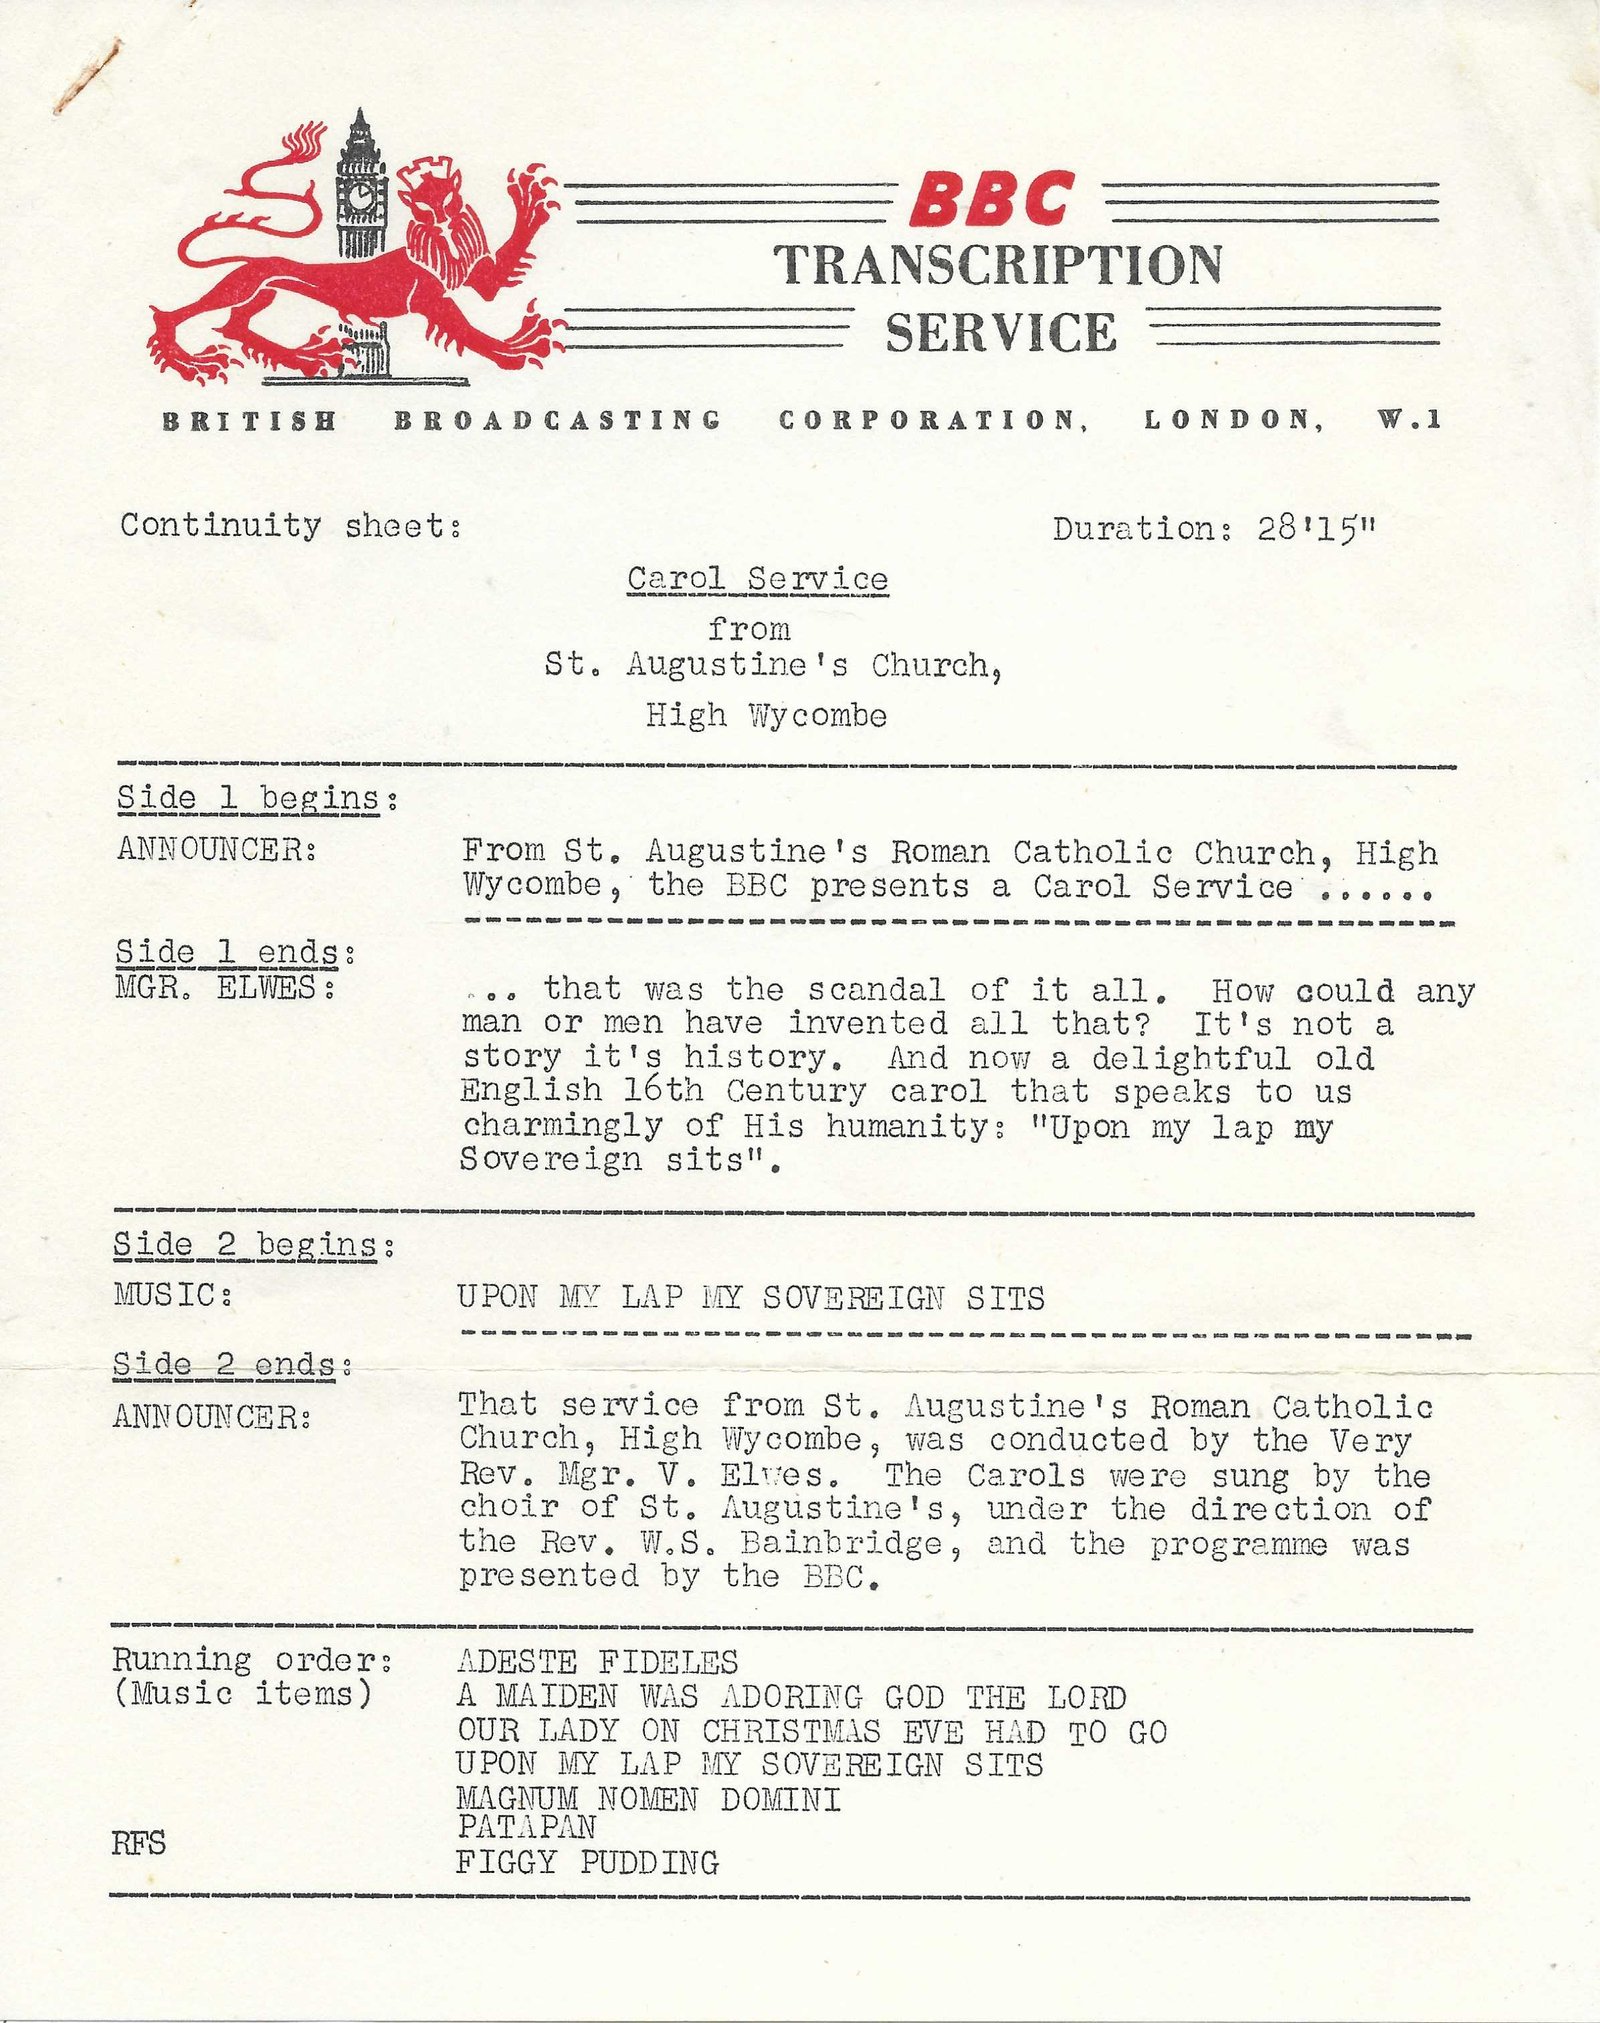 BBC
TRANSCRIPTION
SERVICE
BRITISH BROADCASTING CORPORATION, LONDON, W.1
Continuity sheet: Duration: 28'15"
Carol Service
from
St. Augustine's Church,
High Wycombe
Side 1 begins:
ANNOUNCER: From St. Augustine's Roman Catholic Church, High
Wycombe, the BBC presents a Carol Service ......
Side 1 ends:
MGR. ELWES: ... that was the scandal of it all. How could any
man or men have invented all that? It's not a
story it's history. And now a delightful old
English 16th Century carol that speaks to us
charmingly of His humanity: "Upon my lap my
Sovereign sits".
Side 2 begins:
MUSIC: UPON MY LAP MY SOVEREIGN SITS
Side 2 ends:
ANNOUNCER: That service from St. Augustine's Roman Catholic
Church, High Wycombe, was conducted by the Very
Rev. Mgr. V. Elwes. The Carols were sung by the
choir of St. Augustine's, under the direction of
the Rev. W.S. Bainbridge, and the programme was
presented by the BBC.
Running order: ADESTE FIDELES
(Music items) A MAIDEN WAS ADORING GOD THE LORD
OUR LADY ON CHRISTMAS EVE HAD TO GO
UPON MY LAP MY SOVEREIGN SITS
MAGNUM NOMEN DOMINI
PATAPAN
RFS
FIGGY PUDDING